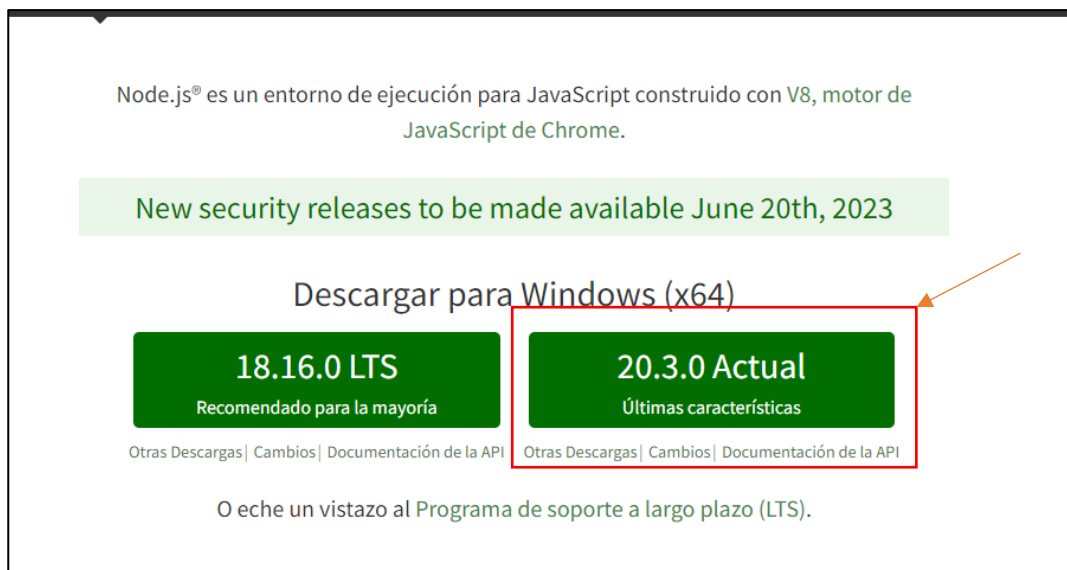 Node.js® es un entorno de ejecución para JavaScript construido con V8, motor de
JavaScript de Chrome.
New security releases to be made available June 20th, 2023
Descargar para Windows (x64)
18.16.0 LTS
Recomendado para la mayoría
20.3.0 Actual
Últimas características
Otras Descargas| Cambios| Documentación de la API
Otras Descargas| Cambios| Documentación de la API
O eche un vistazo al Programa de soporte a largo plazo (LTS).